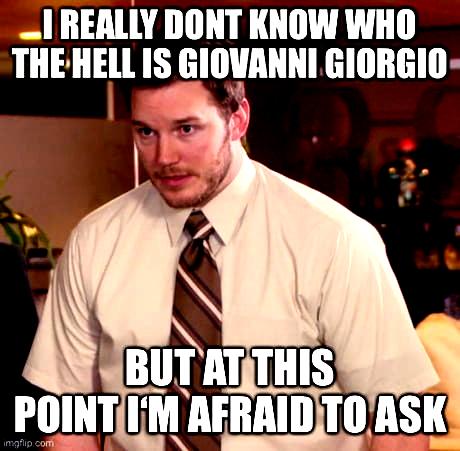 I REALLY DONT KNOW WHO
THE HELL IS GIOVANNI GIORGIO
BUT AT THIS
POINT I'M AFRAID TO ASK
imgflip.com